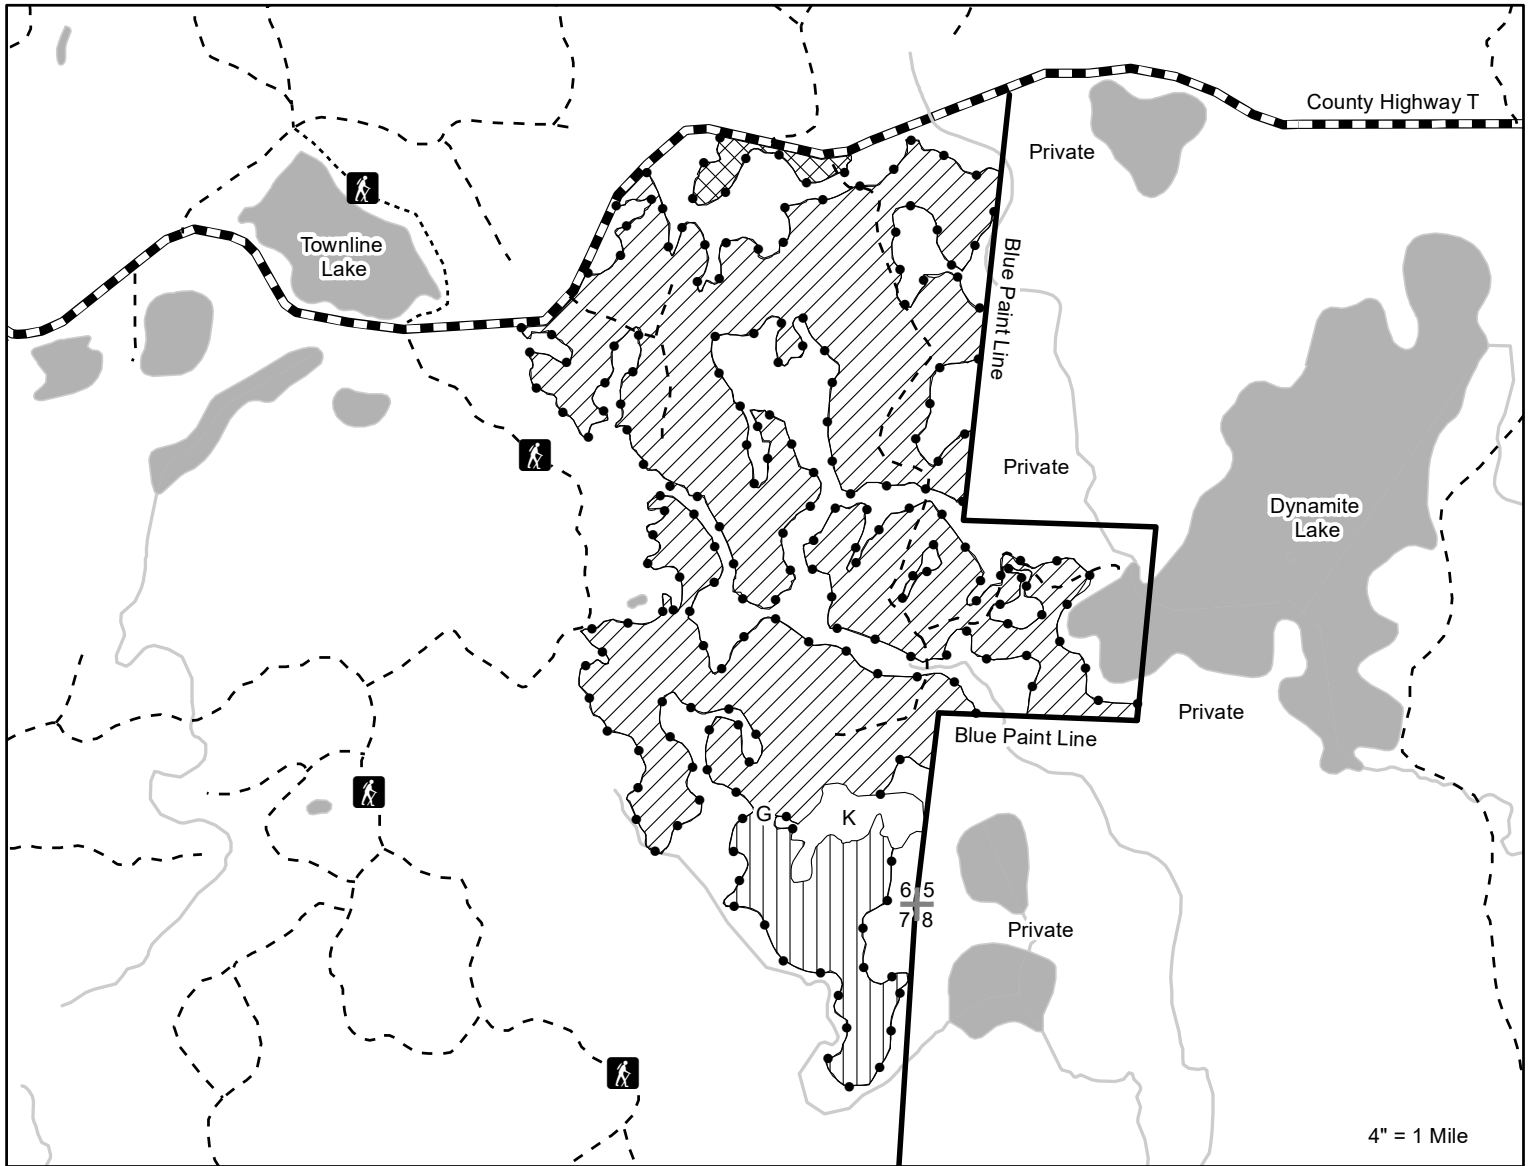 County Highway T
Private
Townline
Lake
Blue Paint Line
Private
Dynamite
Lake
Private
Blue Paint Line
G
K
6 5
7 8
Private
4" = 1 Mile